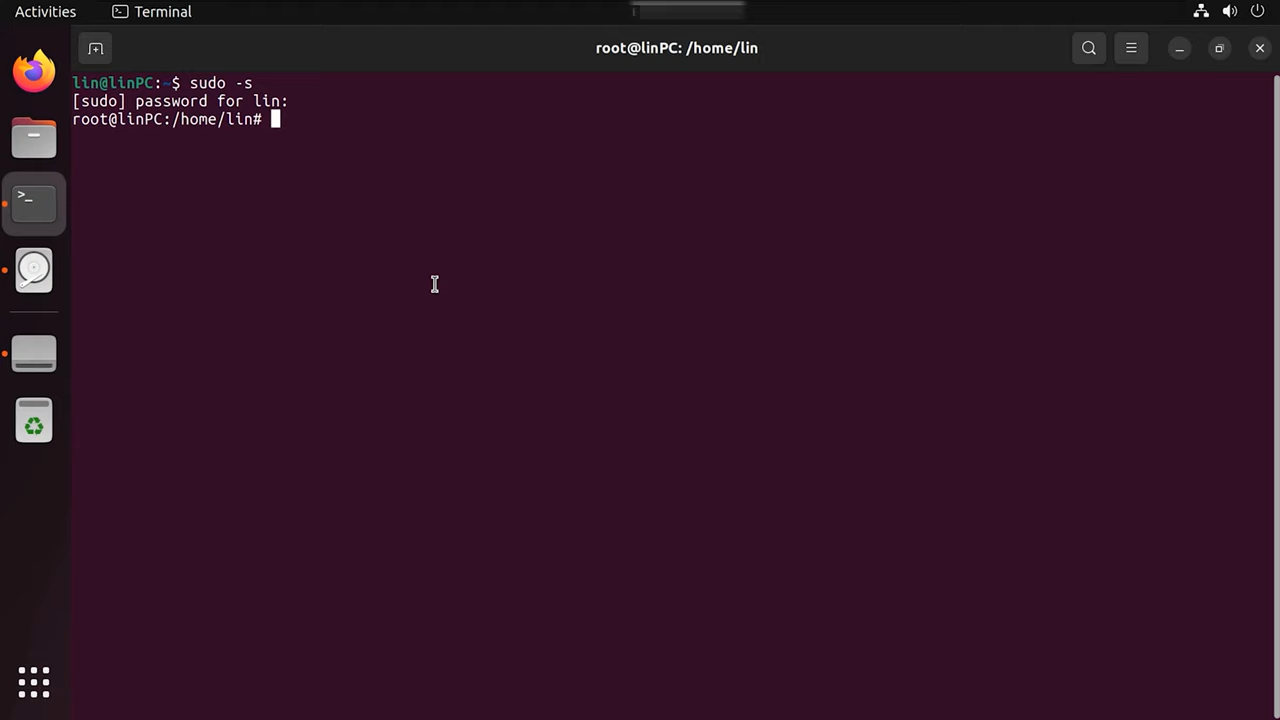 Activities
Terminal
root@linPC: /home/lin
lin@linPC:~$ sudo -s
[sudo] password for lin:
root@linPC:/home/lin#